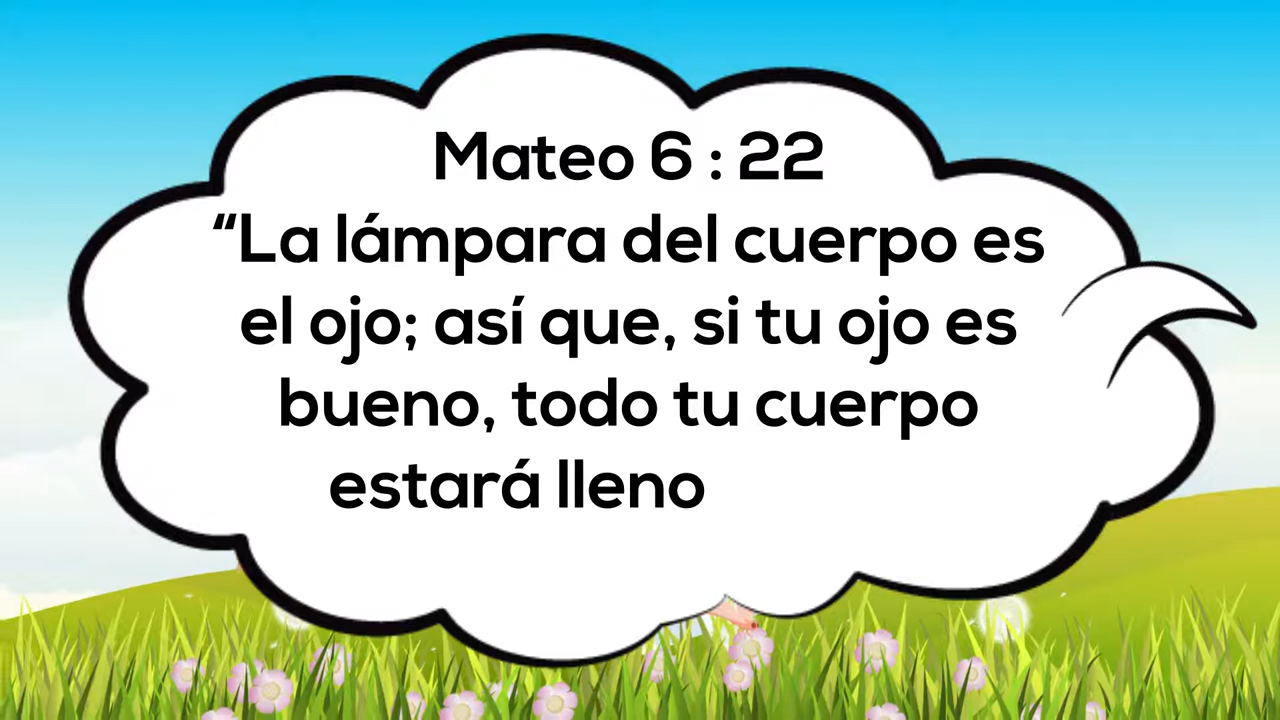 Mateo 6 : 22
“La lámpara del cuerpo es
el ojo; así que, si tu ojo es
bueno, todo tu cuerpo
estará lleno